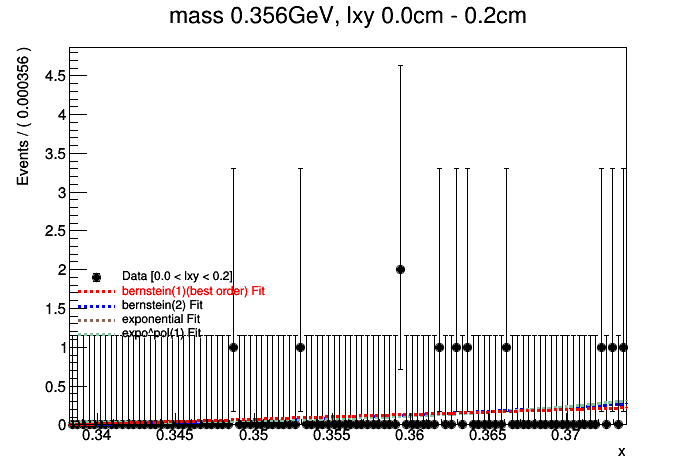 mass 0.356GeV, lxy 0.0cm - 0.2cm
Events / ( 0.000356 )
4.5
4
3.5
3
2.5
2
1.5
1
0.5
0
Data [0.0 < lxy < 0.2]
bernstein(1)(best order) Fit
bernstein(2) Fit
exponential Fit
expo^pol(1) Fit
0.34 0.345 0.35 0.355 0.36 0.365 0.37
x